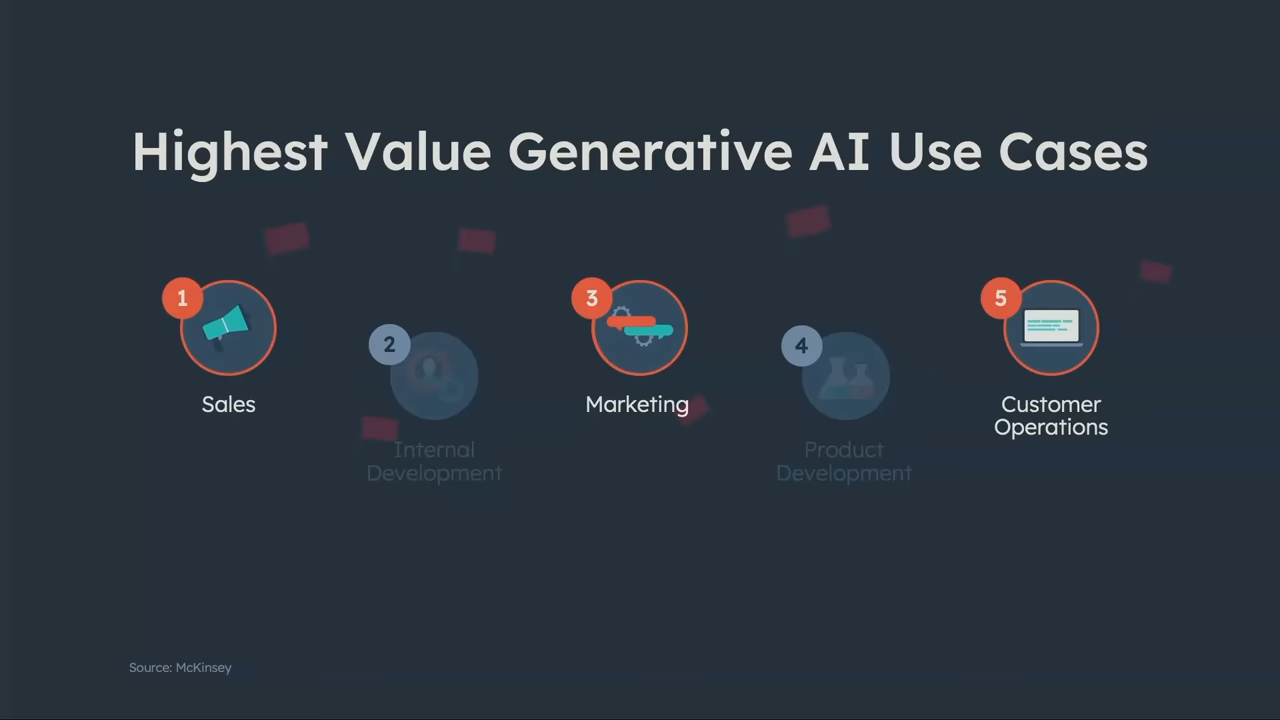 Highest Value Generative AI Use Cases
1
Sales
2
Internal
Development
3
Marketing
4
Product
Development
5
Customer
Operations
Source: McKinsey